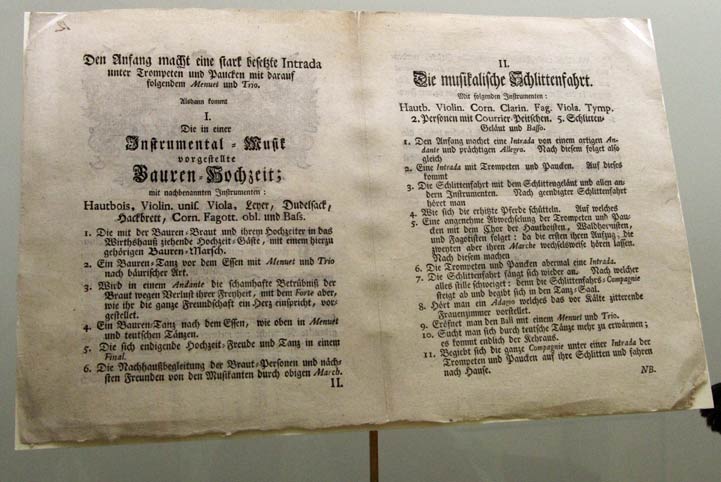 Den Anfang macht eine stark besetzte Intrada
unter Trompeten und Paucken mit darauf
folgendem Menuet und Trio.
Alsdann kommt
I.
Die in einer
Instrumental-Musik
vorgestellte
Bauren-Hochzeit;
mit nachbenannten Instrumenten:
Hautbois, Violin. unis. Viola, Leyer, Dudelsack,
Hackbrett, Corn. Fagott. obl. und Bass.
1. Die mit der Bauren-Braut und ihrem Hochzeiter in das
Wirthshauß ziehende Hochzeit-Gäste, mit einem hierzu
gehörigen Bauren-Marsch.
2. Ein Bauren-Tanz vor dem Essen mit Menuet und Trio
nach bäurischer Art.
3. Wird in einem Andante die schamhafte Betrübniß der
Braut wegen Verlust ihrer Freyheit, mit dem Forte aber,
wie ihr die ganze Freundschaft ein Herz einspricht, vor-
gestellet.
4. Ein Bauren-Tanz nach dem Essen, wie oben in Menuet
und teutschen Tänzen.
5. Die sich endigende Hochzeit-Freude und Tanz in einem
Final.
6. Die Nachhaußbegleitung der Braut-Personen und näch-
sten Freunden von den Musikanten durch obigen March.
II.
II.
Die musikalische Schlittenfahrt.
Mit folgenden Instrumenten:
Hautb. Violin. Corn. Clarin. Fag. Viola. Tymp.
2. Personen mit Courrier-Peitschen. 5. Schlitten-
Geläut und Basso.
1. Den Anfang machet eine Intrada von einem artigen An-
dante und prächtigen Allegro. Nach diesem folget also
gleich
2. Eine Intrada mit Trompeten und Paucken. Auf dieses
kommt
3. Die Schlittenfahrt mit dem Schlittengeläut und allen an-
dern Instrumenten. Nach geendigter Schlittenfahrt
höret man
4. Wie sich die erhitzte Pferde schütteln. Auf welches
5. Eine angenehme Abwechselung der Trompeten und Pau-
cken mit dem Chor der Hautboisten, Waldhornisten,
und Fagotisten folget: da die ersten ihren Aufzug, die
zweyten aber ihren Marche wechselsweise hören lassen.
Nach diesem machen
6. Die Trompeten und Paucken abermal eine Intrada.
7. Die Schlittenfahrt fängt sich wieder an. Nach welcher
alles stille schweiget: denn die Schlittenfahrts-Compagnie
steiget ab und begibt sich in den Tanz-Saal.
8. Hört man ein Adagio welches das vor Kälte zitterende
Frauenzimmer vorstellet.
9. Eröfnet man den Ball mit einem Menuet und Trio.
10. Sucht man sich durch teutsche Tänze mehr zu erwärmen;
es kommt endlich der Kehraus.
11. Begiebt sich die ganze Compagnie unter einer Intrada der
Trompeten und Paucken auf ihre Schlitten und fahren
nach Hause.
NB.